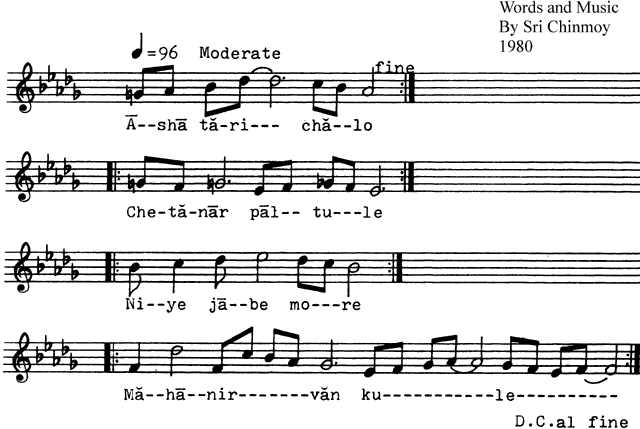 Words and Music
By Sri Chinmoy
1980
=96 Moderate
fine
Ā--shā tă-ri--- chă--lo
Che-tă-nār pāl-- tu---le
Ni--ye jā-be mo---re
Mă--hā--nir-------văn ku-----------le----------
D.C.al fine